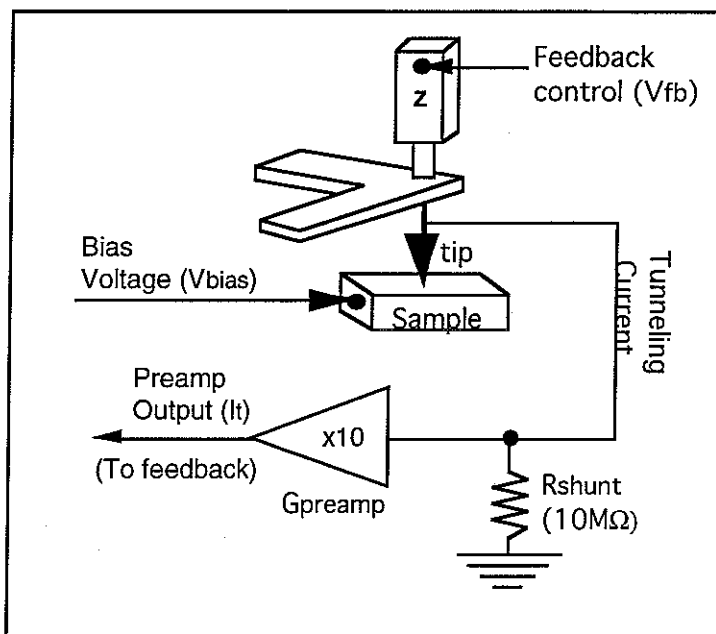 Feedback
control (Vfb)
z
tip
Bias
Voltage (Vbias)
Sample
Tunneling
Current
Preamp
Output (It)
(To feedback)
x10
Gpreamp
Rshunt
(10MΩ)